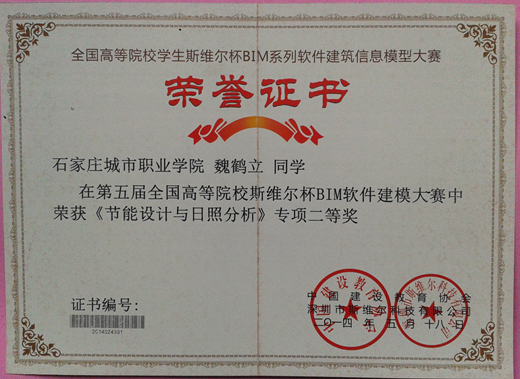 全国高等院校学生斯维尔杯BIM系列软件建筑信息模型大赛
荣誉证书
石家庄城市职业学院 魏鹤立 同学
在第五届全国高等院校斯维尔杯BIM软件建模大赛中
荣获《节能设计与日照分析》专项二等奖
中国建设教育协会
深圳市斯维尔科技有限公司
二〇一四年五月十八日
证书编号: